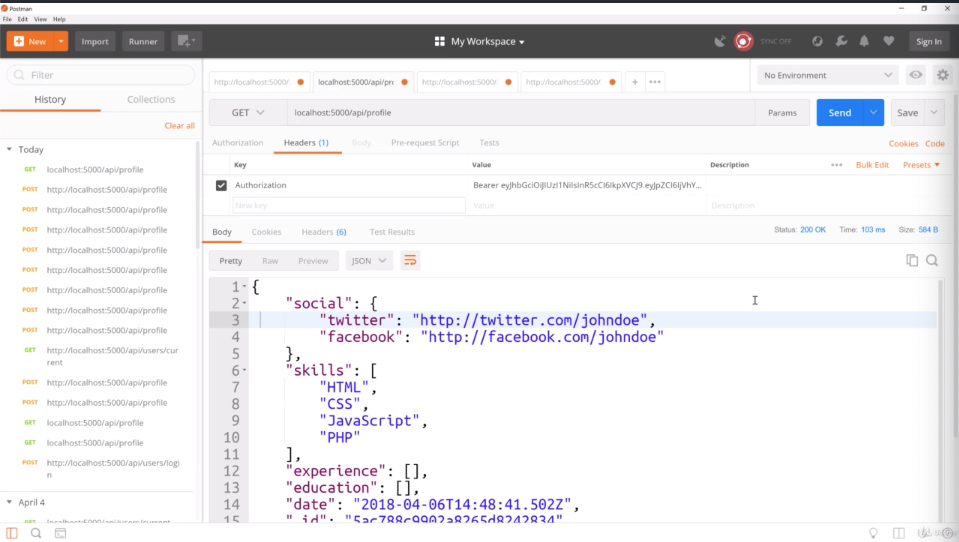 Postman
File Edit View Help
New Import Runner My Workspace SYNC OFF Sign In
Filter
History Collections
Clear all
Today
GET localhost:5000/api/profile
POST http://localhost:5000/api/profile
POST http://localhost:5000/api/profile
POST http://localhost:5000/api/profile
POST http://localhost:5000/api/profile
POST http://localhost:5000/api/profile
POST http://localhost:5000/api/profile
POST http://localhost:5000/api/profile
POST http://localhost:5000/api/profile
GET http://localhost:5000/api/users/cur
rent
POST http://localhost:5000/api/profile
POST http://localhost:5000/api/profile
GET localhost:5000/api/profile
GET localhost:5000/api/profile
POST http://localhost:5000/api/users/logi
n
April 4
GET localhost:5000/api/users/current
http://localhost:5000/ localhost:5000/api/pr http://localhost:5000/ http://localhost:5000/ + •••
No Environment
GET localhost:5000/api/profile Params Send Save
Authorization Headers (1) Body Pre-request Script Tests Cookies Code
Key Value Description ••• Bulk Edit Presets
Authorization
New key Value Description
Body Cookies Headers (6) Test Results Status: 200 OK Time: 103 ms Size: 584 B
Pretty Raw Preview JSON
1 {
2 "social": {
3 "twitter": "http://twitter.com/johndoe",
4 "facebook": "http://facebook.com/johndoe"
5 },
6 "skills": [
7 "HTML",
8 "CSS",
9 "JavaScript",
10 "PHP"
11 ],
12 "experience": [],
13 "education": [],
14 "date": "2018-04-06T14:48:41.502Z",
15 "_id": "5ac788c9902a8265d8242834"